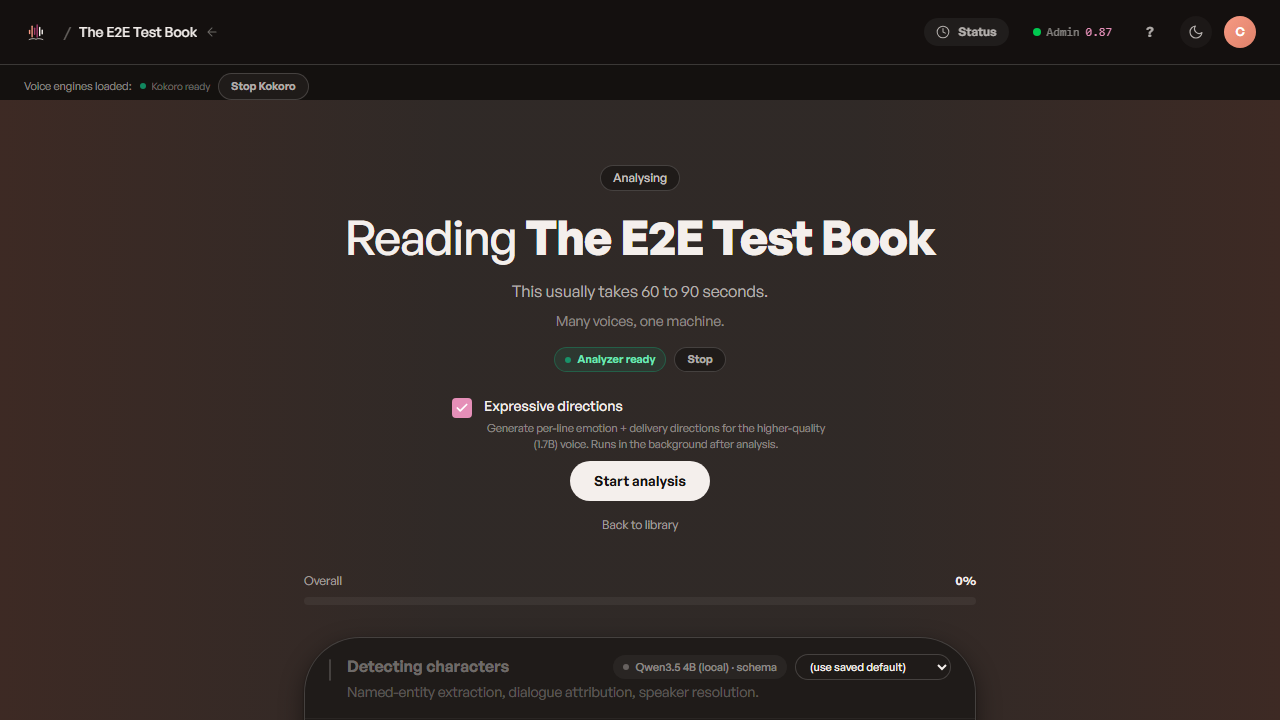 / The E2E Test Book ←
Status
Admin 0.87
?
C
Voice engines loaded: Kokoro ready Stop Kokoro
Analysing
Reading The E2E Test Book
This usually takes 60 to 90 seconds.
Many voices, one machine.
Analyzer ready Stop
Expressive directions
Generate per-line emotion + delivery directions for the higher-quality
(1.7B) voice. Runs in the background after analysis.
Start analysis
Back to library
Overall 0%
Detecting characters Qwen3.5 4B (local) · schema (use saved default)
Named-entity extraction, dialogue attribution, speaker resolution.